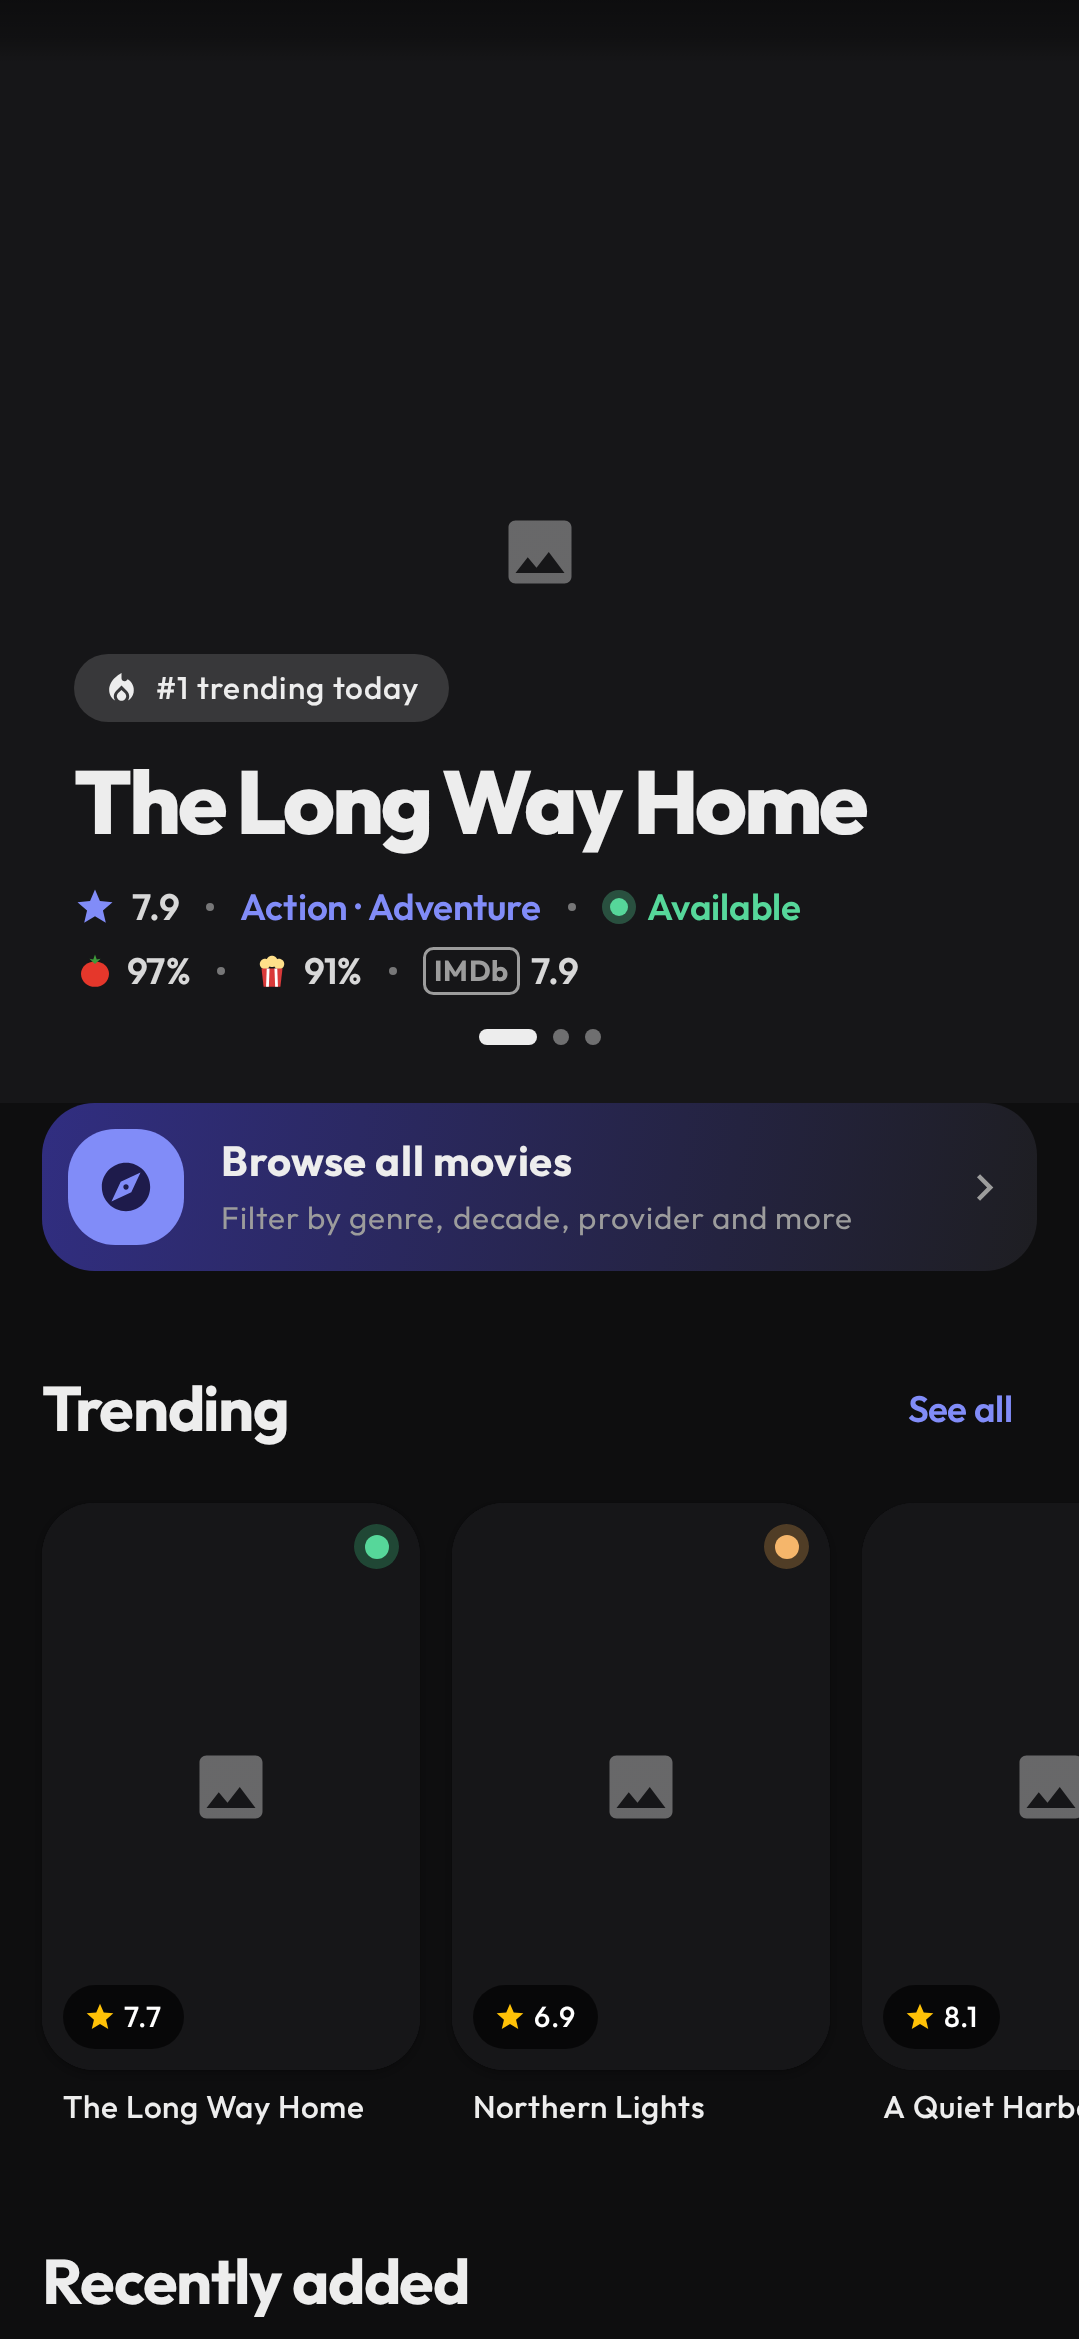 #1 trending today
The Long Way Home
7.9 • Action · Adventure • Available
97% • 91% • IMDb 7.9
Browse all movies
Filter by genre, decade, provider and more
Trending
See all
7.7
6.9
8.1
The Long Way Home
Northern Lights
A Quiet Harb
Recently added